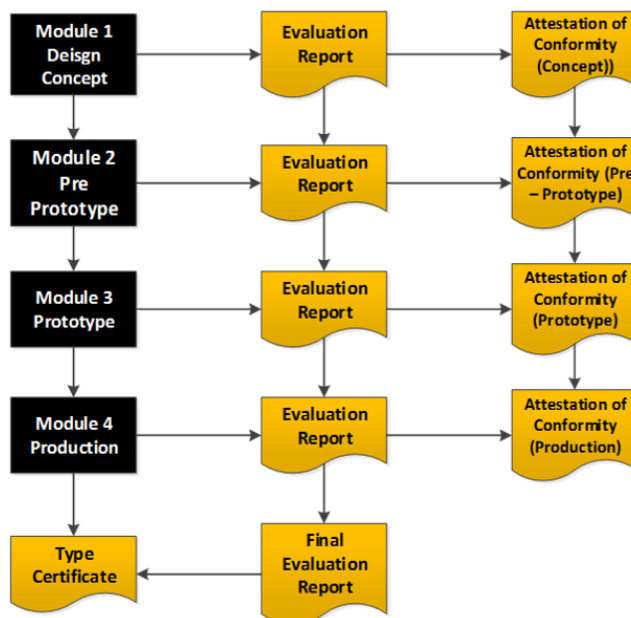 Module 1
Deisgn
Concept
Evaluation
Report
Attestation of
Conformity
(Concept))
Module 2
Pre
Prototype
Evaluation
Report
Attestation of
Conformity (Pre
– Prototype)
Module 3
Prototype
Evaluation
Report
Attestation of
Conformity
(Prototype)
Module 4
Production
Evaluation
Report
Attestation of
Conformity
(Production)
Type
Certificate
Final
Evaluation
Report